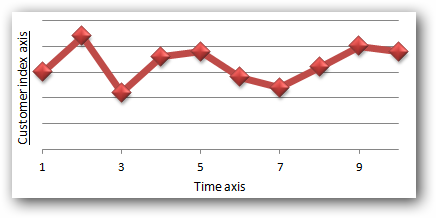 Customer index axis
1 3 5 7 9
Time axis